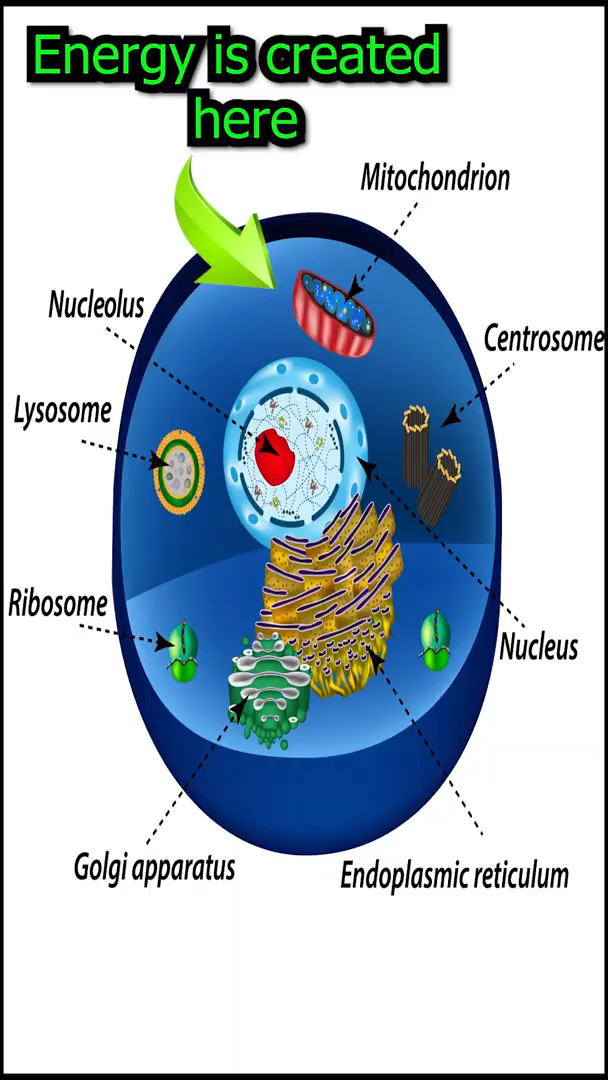 Energy is created
here
Mitochondrion
Nucleolus
Centrosome
Lysosome
Ribosome
Nucleus
Golgi apparatus
Endoplasmic reticulum